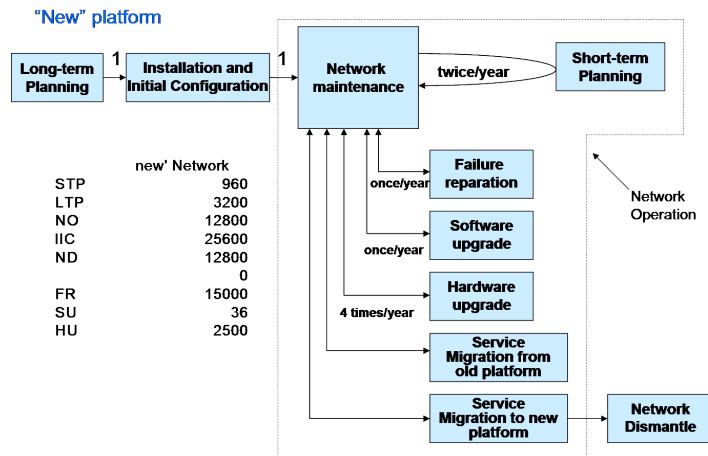 “New” platform
1
1
Long-term
Planning
Installation and
Initial Configuration
Network
maintenance
twice/year
Short-term
Planning
new' Network
STP 960
LTP 3200
NO 12800
IIC 25600
ND 12800
0
FR 15000
SU 36
HU 2500
Failure
reparation
once/year
Software
upgrade
once/year
Hardware
upgrade
4 times/year
Service
Migration from
old platform
Service
Migration to new
platform
Network
Operation
Network
Dismantle